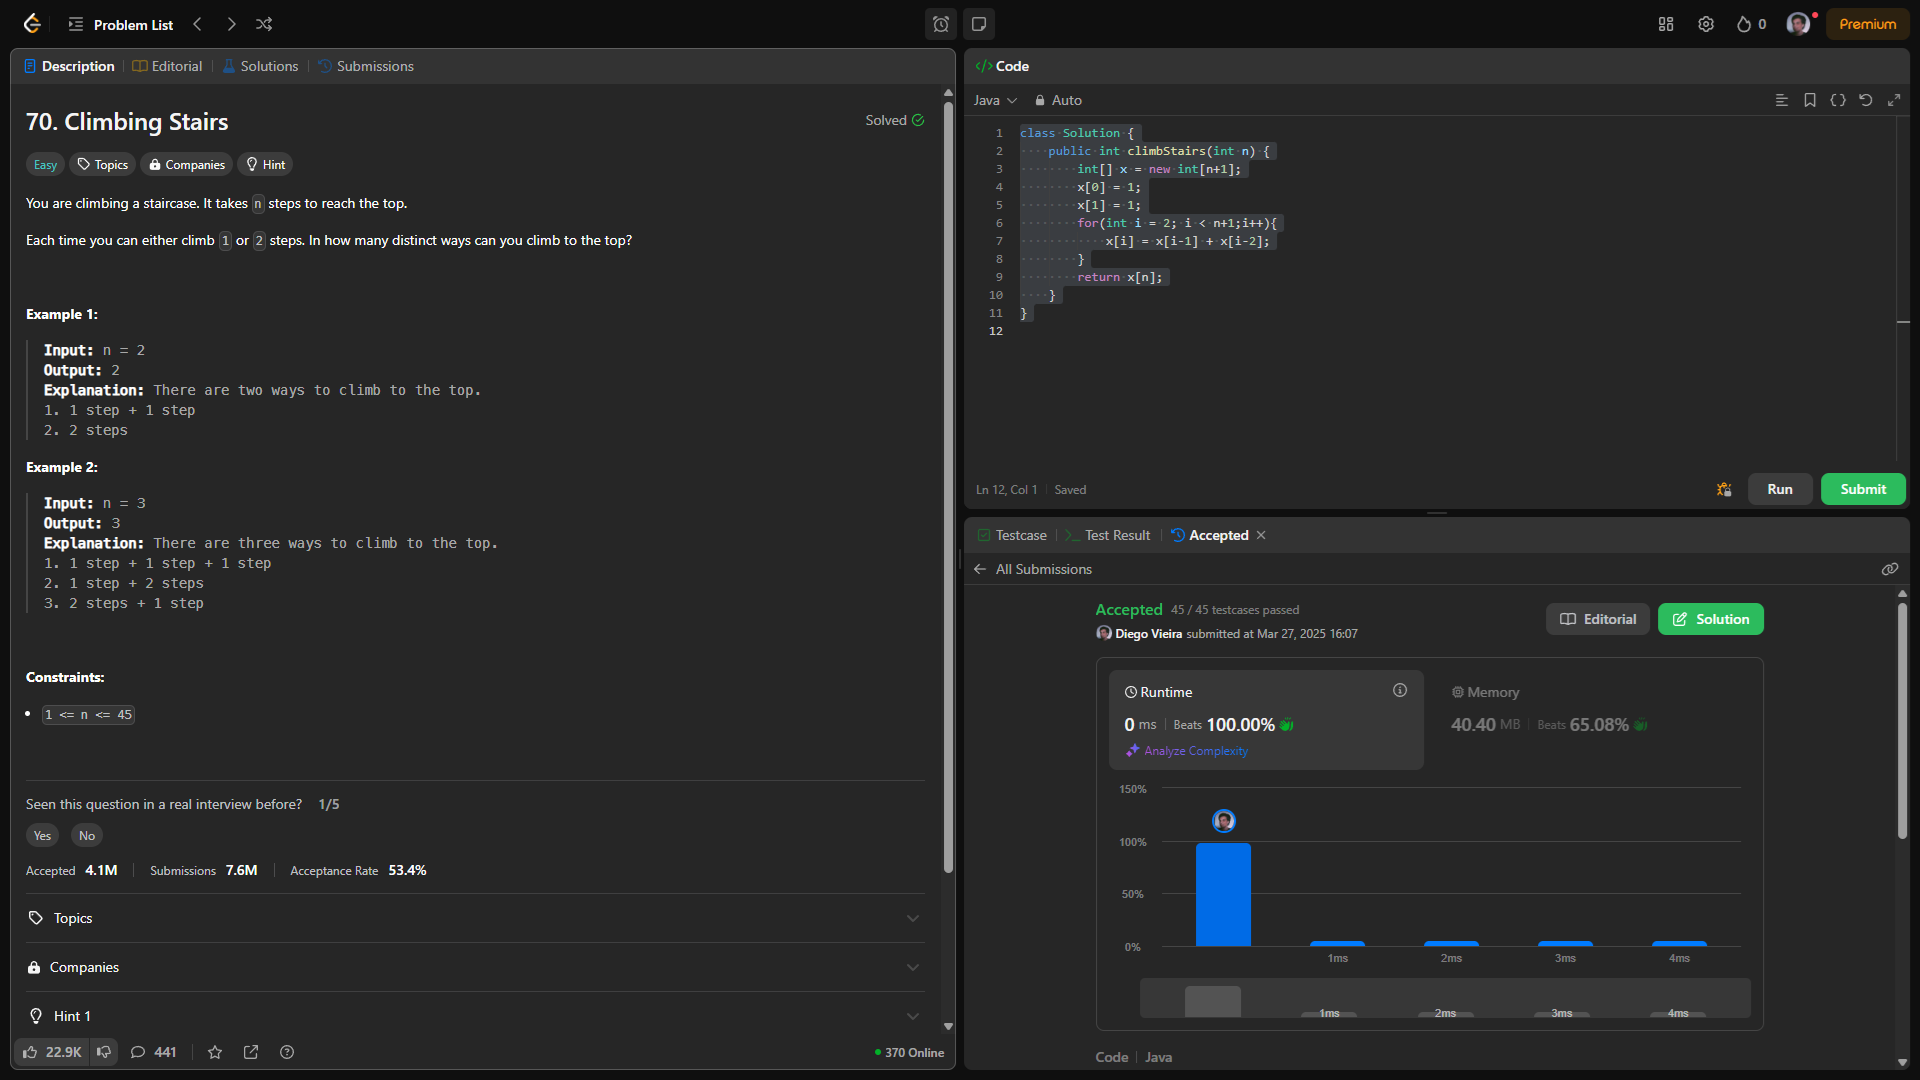 Problem List
0
Premium
Description
Editorial
Solutions
Submissions
70. Climbing Stairs
Solved
Easy
Topics
Companies
Hint
You are climbing a staircase. It takes n steps to reach the top.
Each time you can either climb 1 or 2 steps. In how many distinct ways can you climb to the top?
Example 1:
Input: n = 2
Output: 2
Explanation: There are two ways to climb to the top.
1. 1 step + 1 step
2. 2 steps
Example 2:
Input: n = 3
Output: 3
Explanation: There are three ways to climb to the top.
1. 1 step + 1 step + 1 step
2. 1 step + 2 steps
3. 2 steps + 1 step
Constraints:
1 <= n <= 45
Seen this question in a real interview before? 1/5
Yes
No
Accepted 4.1M
Submissions 7.6M
Acceptance Rate 53.4%
Topics
Companies
Hint 1
22.9K
441
370 Online
</> Code
Java
Auto
1 class Solution {
2 public int climbStairs(int n) {
3 int[] x = new int[n+1];
4 x[0] = 1;
5 x[1] = 1;
6 for(int i = 2; i < n+1;i++){
7 x[i] = x[i-1] + x[i-2];
8 }
9 return x[n];
10 }
11 }
12
Ln 12, Col 1
Saved
Run
Submit
Testcase
Test Result
Accepted
All Submissions
Accepted 45 / 45 testcases passed
Diego Vieira submitted at Mar 27, 2025 16:07
Editorial
Solution
Runtime
0 ms
Beats 100.00%
Analyze Complexity
Memory
40.40 MB
Beats 65.08%
150%
100%
50%
0%
1ms
2ms
3ms
4ms
1ms
2ms
3ms
4ms
Code
Java